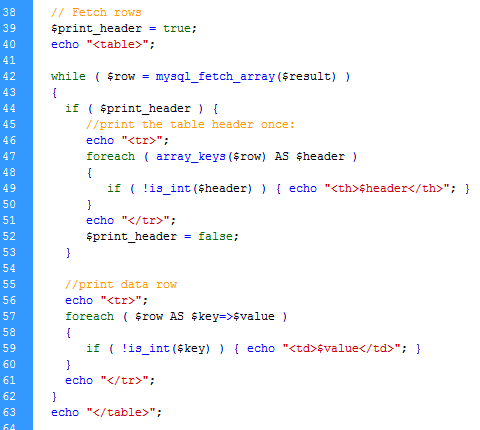 38 // Fetch rows
39 $print_header = true;
40 echo "<table>";
41
42 while ( $row = mysql_fetch_array($result) )
43 {
44 if ( $print_header ) {
45 //print the table header once:
46 echo "<tr>";
47 foreach ( array_keys($row) AS $header )
48 {
49 if ( !is_int($header) ) { echo "<th>$header</th>"; }
50 }
51 echo "</tr>";
52 $print_header = false;
53 }
54
55 //print data row
56 echo "<tr>";
57 foreach ( $row AS $key=>$value )
58 {
59 if ( !is_int($key) ) { echo "<td>$value</td>"; }
60 }
61 echo "</tr>";
62 }
63 echo "</table>";
64